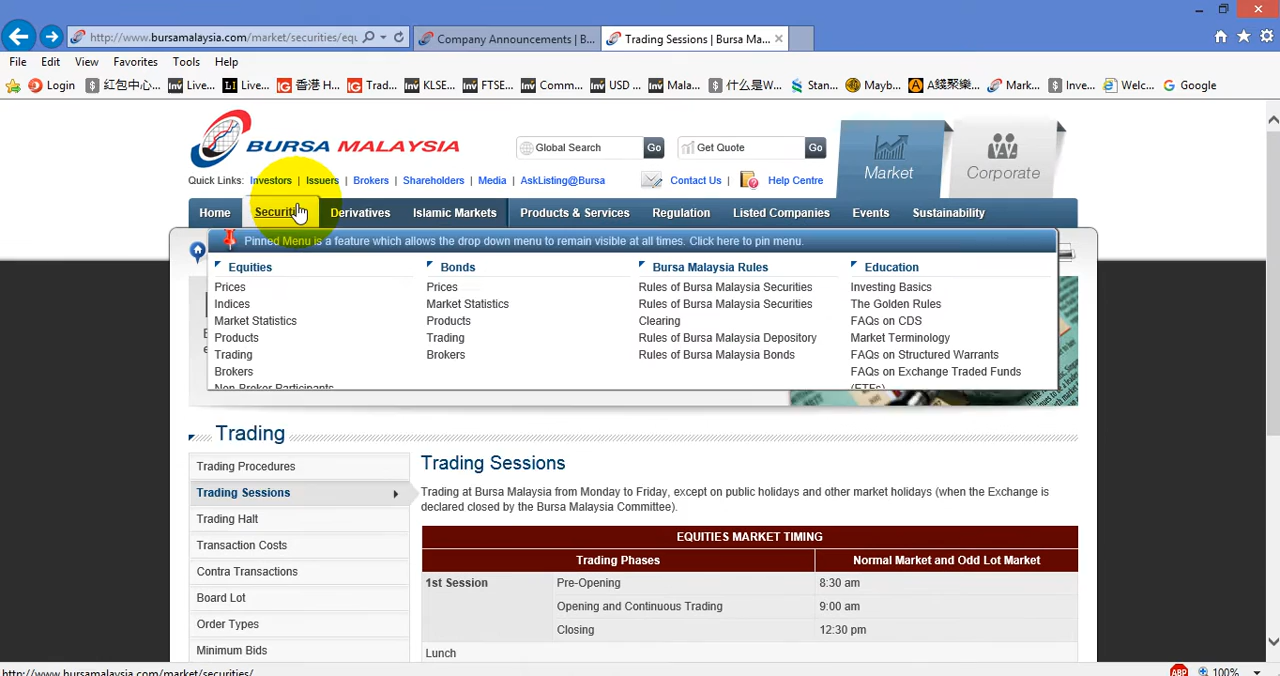 http://www.bursamalaysia.com/market/securities/equ
Company Announcements | B...
Trading Sessions | Bursa Ma...
File Edit View Favorites Tools Help
Login 红包中心... Live... Live... 香港 H... Trad... KLSE... FTSE... Comm... USD ... Mala... 什么是W... Stan... Mayb... A錢聚樂... Mark... Inve... Welc... Google
BURSA MALAYSIA
Global Search Go Get Quote Go
Market
Corporate
Quick Links: Investors | Issuers | Brokers | Shareholders | Media | AskListing@Bursa Contact Us | Help Centre
Home Derivatives Islamic Markets Products & Services Regulation Listed Companies Events Sustainability
Pinned Menu is a feature which allows the drop down menu to remain visible at all times. Click here to pin menu.
Equities
Prices
Indices
Market Statistics
Products
Trading
Brokers
Non-Broker Participants
Bonds
Prices
Market Statistics
Products
Trading
Brokers
Bursa Malaysia Rules
Rules of Bursa Malaysia Securities
Rules of Bursa Malaysia Securities
Clearing
Rules of Bursa Malaysia Depository
Rules of Bursa Malaysia Bonds
Education
Investing Basics
The Golden Rules
FAQs on CDS
Market Terminology
FAQs on Structured Warrants
FAQs on Exchange Traded Funds
(ETFs)
Trading
Trading Procedures
Trading Sessions
Trading Halt
Transaction Costs
Contra Transactions
Board Lot
Order Types
Minimum Bids
Trading Sessions
Trading at Bursa Malaysia from Monday to Friday, except on public holidays and other market holidays (when the Exchange is
declared closed by the Bursa Malaysia Committee).
EQUITIES MARKET TIMING
Trading Phases Normal Market and Odd Lot Market
1st Session Pre-Opening 8:30 am
Opening and Continuous Trading 9:00 am
Closing 12:30 pm
Lunch
http://www.bursamalaysia.com/market/securities/
ABP 100%